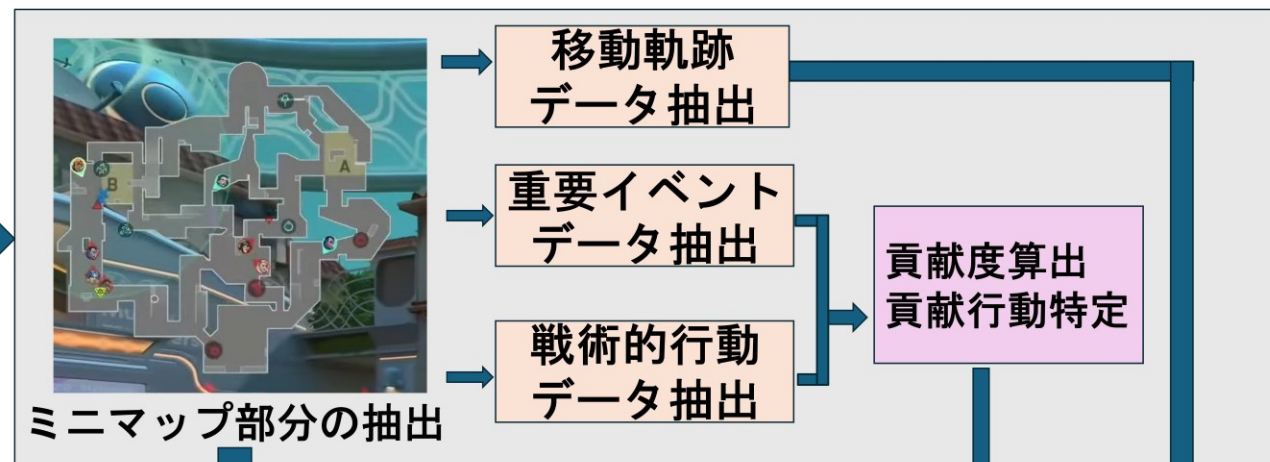 移動軌跡
データ抽出
A
B
重要イベント
データ抽出
貢献度算出
貢献行動特定
戦術的行動
データ抽出
ミニマップ部分の抽出